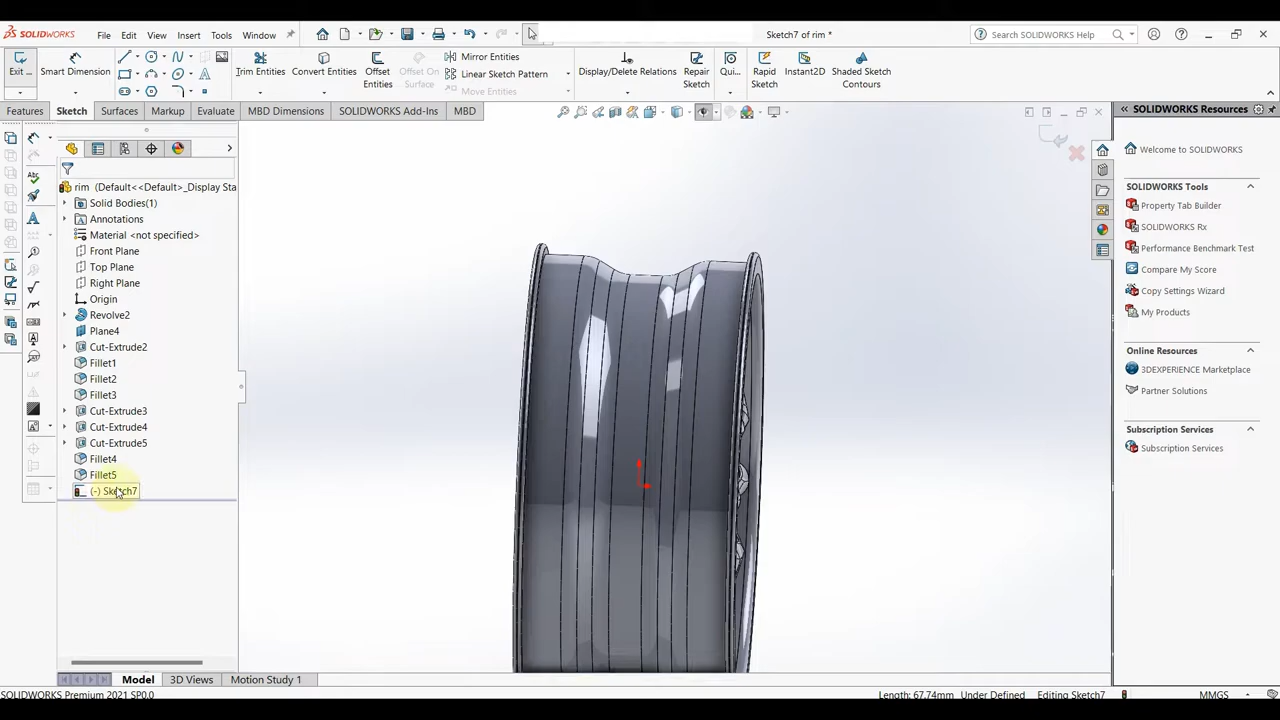 SOLIDWORKS
File
Edit
View
Insert
Tools
Window
Sketch7 of rim *
Search SOLIDWORKS Help
Exit ...
Smart Dimension
Trim Entities
Convert Entities
Offset Entities
Offset On Surface
Mirror Entities
Linear Sketch Pattern
Move Entities
Display/Delete Relations
Repair Sketch
Qui...
Rapid Sketch
Instant2D
Shaded Sketch Contours
Features
Sketch
Surfaces
Markup
Evaluate
MBD Dimensions
SOLIDWORKS Add-Ins
MBD
rim (Default<<Default>_Display Sta
Solid Bodies(1)
Annotations
Material <not specified>
Front Plane
Top Plane
Right Plane
Origin
Revolve2
Plane4
Cut-Extrude2
Fillet1
Fillet2
Fillet3
Cut-Extrude3
Cut-Extrude4
Cut-Extrude5
Fillet4
Fillet5
(-) Sketch7
SOLIDWORKS Resources
Welcome to SOLIDWORKS
SOLIDWORKS Tools
Property Tab Builder
SOLIDWORKS Rx
Performance Benchmark Test
Compare My Score
Copy Settings Wizard
My Products
Online Resources
3DEXPERIENCE Marketplace
Partner Solutions
Subscription Services
Subscription Services
Model
3D Views
Motion Study 1
SOLIDWORKS Premium 2021 SP0.0
Length: 67.74mm
Under Defined
Editing Sketch7
MMGS